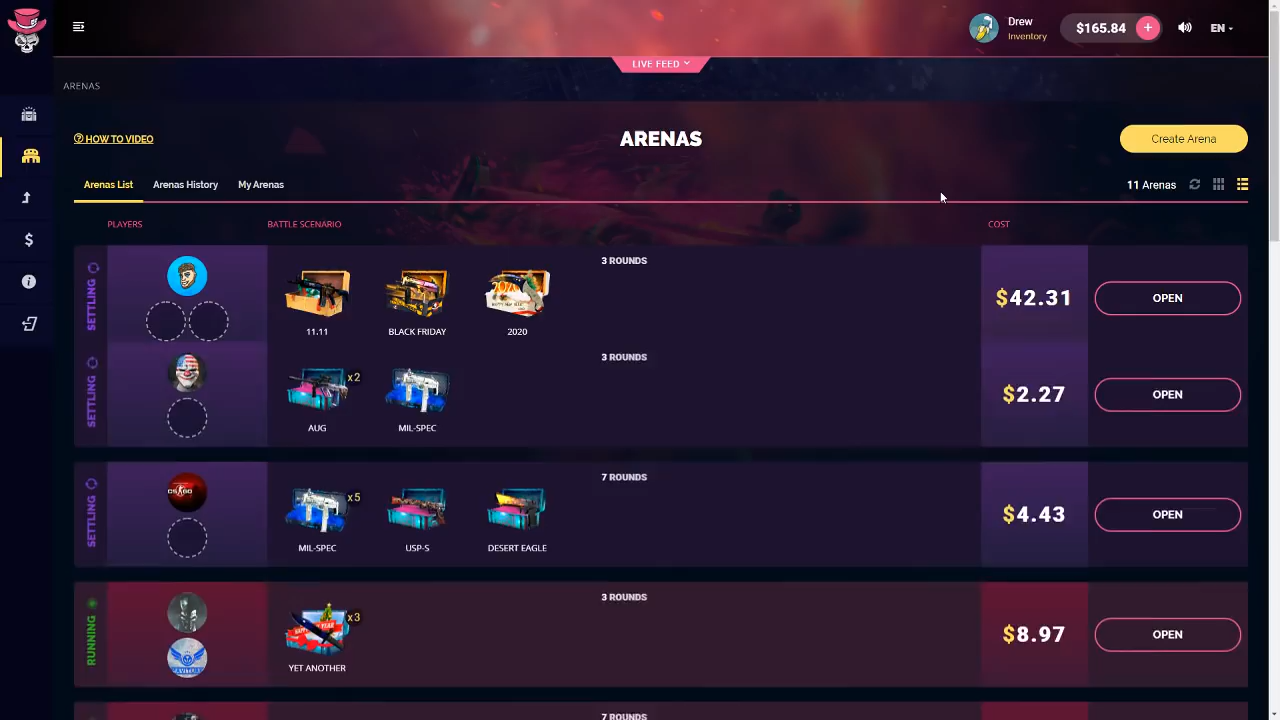 Drew
Inventory
$165.84
EN
LIVE FEED
ARENAS
HOW TO VIDEO
ARENAS
Create Arena
Arenas List
Arenas History
My Arenas
11 Arenas
PLAYERS
BATTLE SCENARIO
COST
SETTLING
3 ROUNDS
11.11
BLACK FRIDAY
2020
$42.31
OPEN
SETTLING
3 ROUNDS
x2
AUG
MIL-SPEC
$2.27
OPEN
SETTLING
CS:GO
7 ROUNDS
x5
MIL-SPEC
USP-S
DESERT EAGLE
$4.43
OPEN
RUNNING
3 ROUNDS
x3
YET ANOTHER
$8.97
OPEN
7 ROUNDS